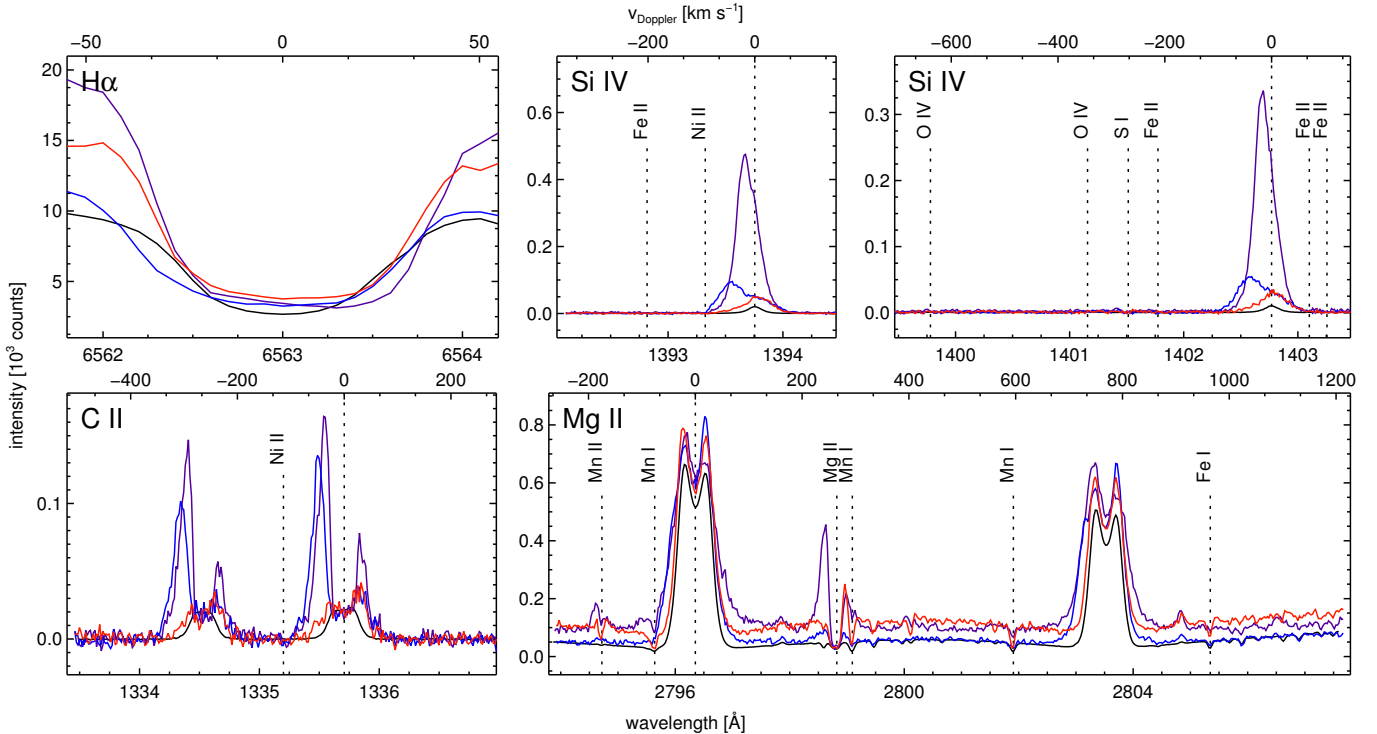 v_Doppler [km s⁻¹]
−50 0 50
−200 0
−600 −400 −200 0
Hα
Si IV
Si IV
20
15
10
5
0.6
0.4
0.2
0.0
0.3
0.2
0.1
0.0
Fe II
Ni II
O IV
O IV
S I
Fe II
Fe II
Fe II
6562 6563 6564
1393 1394
1400 1401 1402 1403
intensity [10³ counts]
−400 −200 0 200
−200 0 200 400 600 800 1000 1200
C II
Mg II
0.1
0.0
0.8
0.6
0.4
0.2
0.0
Ni II
Mn II
Mn I
Mg II
Mn I
Mn I
Fe I
1334 1335 1336
2796 2800 2804
wavelength [Å]